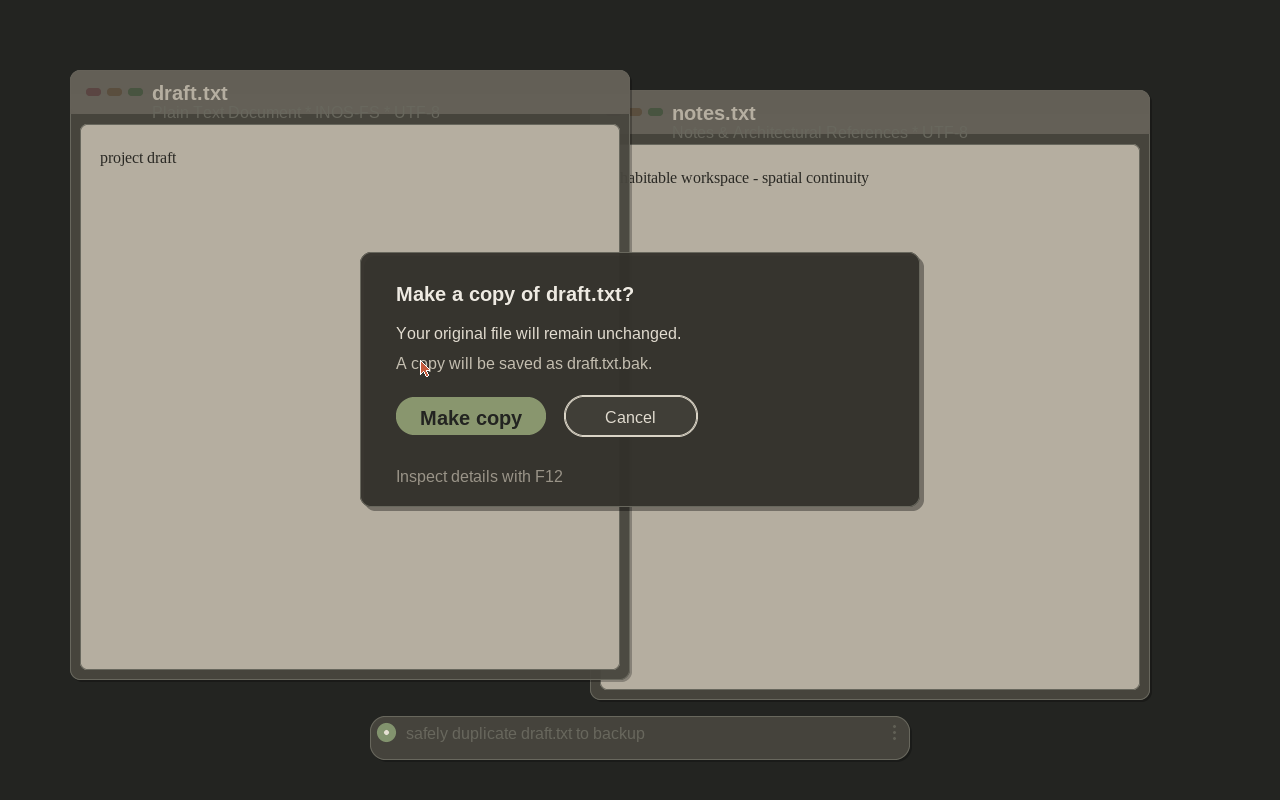 draft.txt
Plain Text Document * INGS-FS * UTF-8
project draft
notes.txt
Notes & Architectural References * UTF-8
abitable workspace - spatial continuity
Make a copy of draft.txt?
Your original file will remain unchanged.
A copy will be saved as draft.txt.bak.
Make copy
Cancel
Inspect details with F12
safely duplicate draft.txt to backup